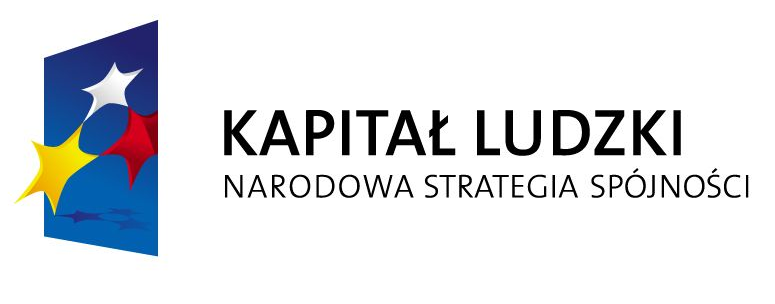 KAPITAŁ LUDZKI
NARODOWA STRATEGIA SPÓJNOŚCI